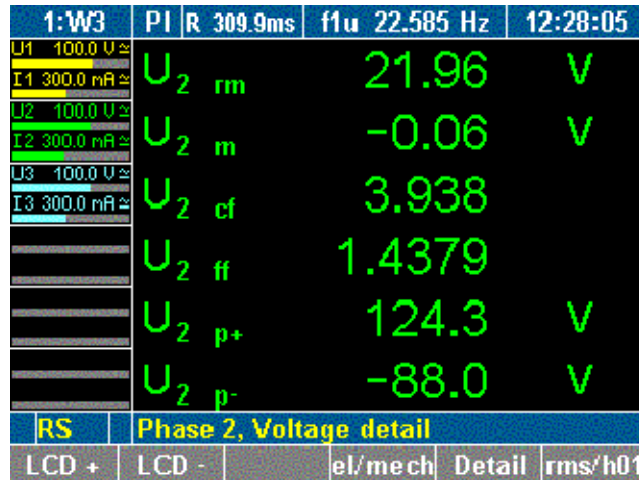 1:W3 PI R 309.9ms f1u 22.585 Hz 12:28:05
U1 100.0 V ≃
I1 300.0 mA ≃
U2 100.0 V ≃
I2 300.0 mA ≃
U3 100.0 V ≃
I3 300.0 mA ≃
U2 rm 21.96 V
U2 m -0.06 V
U2 cf 3.938
U2 ff 1.4379
U2 p+ 124.3 V
U2 p- -88.0 V
RS Phase 2, Voltage detail
LCD + LCD - el/mech Detail rms/h01